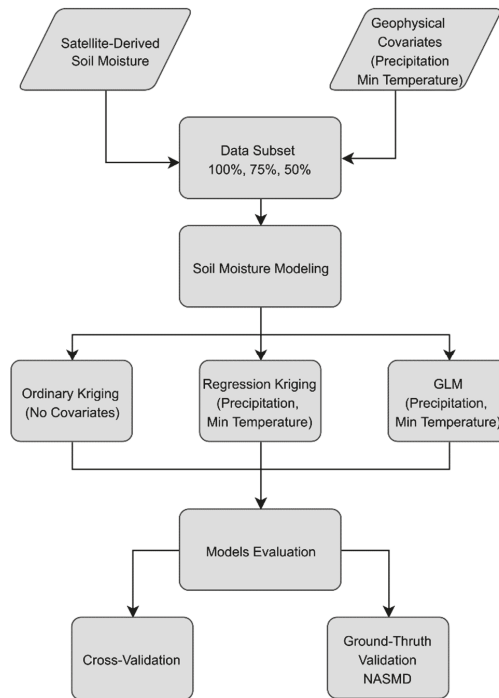 Satellite-Derived
Soil Moisture
Geophysical
Covariates
(Precipitation
Min Temperature)
Data Subset
100%, 75%, 50%
Soil Moisture Modeling
Ordinary Kriging
(No Covariates)
Regression Kriging
(Precipitation,
Min Temperature)
GLM
(Precipitation,
Min Temperature)
Models Evaluation
Cross-Validation
Ground-Thruth
Validation
NASMD